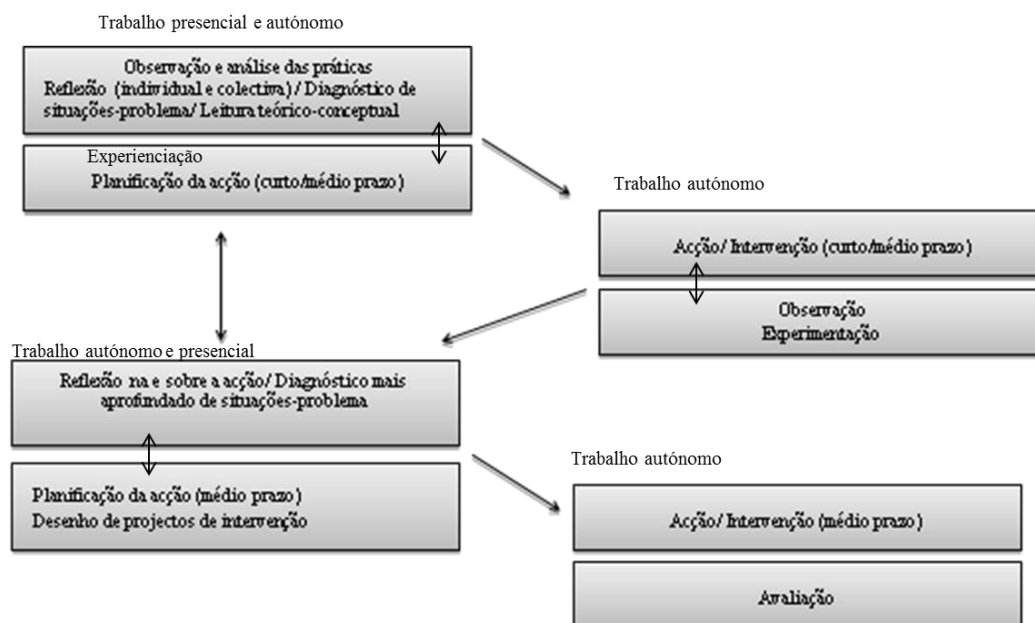 Trabalho presencial e autónomo
Observação e análise das práticas
Reflexão (individual e colectiva)/ Diagnóstico de
situações-problema/ Leitura teórico-conceptual
Experienciação
Planificação da acção (curto/médio prazo)
Trabalho autónomo
Acção/ Intervenção (curto/médio prazo)
Observação
Experimentação
Trabalho autónomo e presencial
Reflexão na e sobre a acção/ Diagnóstico mais
aprofundado de situações-problema
Planificação da acção (médio prazo)
Desenho de projectos de intervenção
Trabalho autónomo
Acção/ Intervenção (médio prazo)
Avaliação